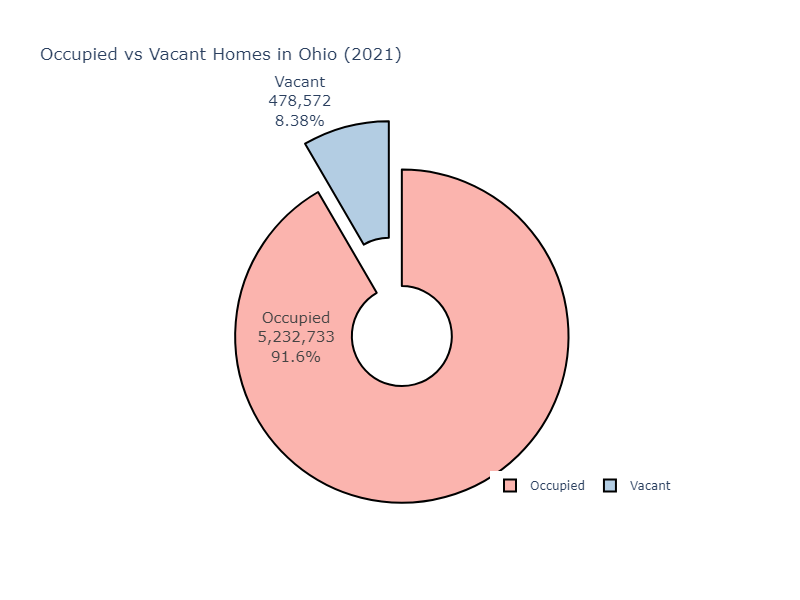 Occupied vs Vacant Homes in Ohio (2021)
Vacant
478,572
8.38%
Occupied
5,232,733
91.6%
Occupied
Vacant